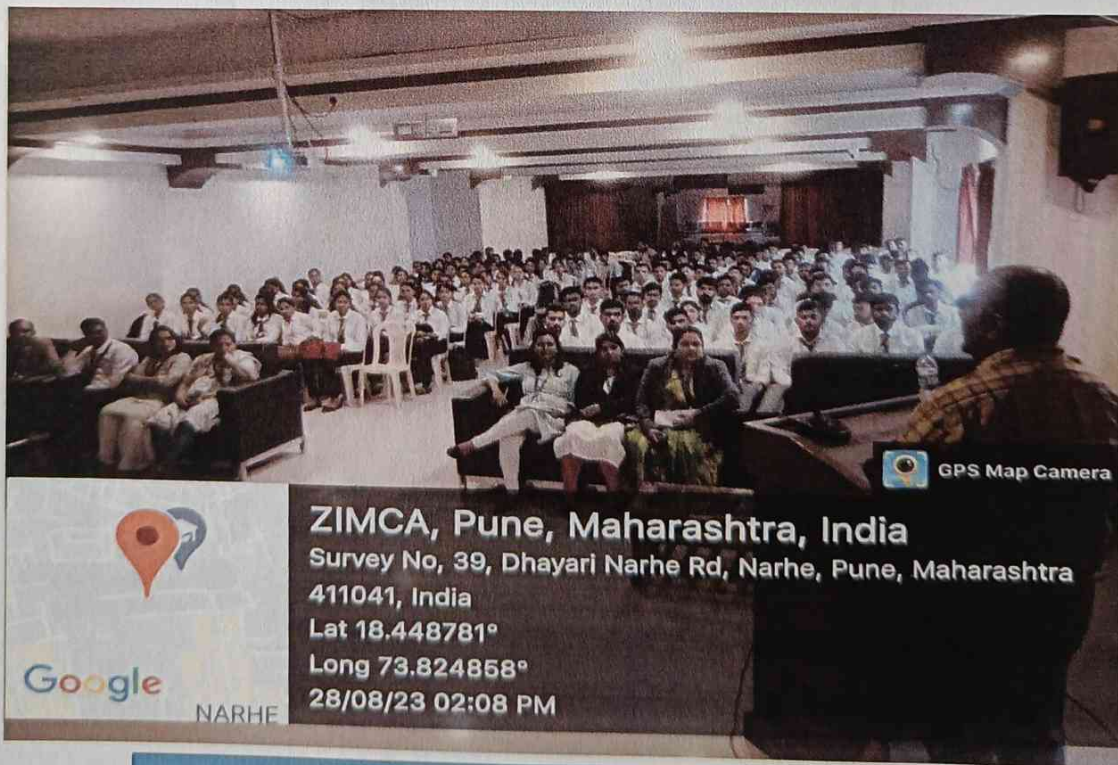 GPS Map Camera
ZIMCA, Pune, Maharashtra, India
Survey No, 39, Dhayari Narhe Rd, Narhe, Pune, Maharashtra
411041, India
Lat 18.448781°
Long 73.824858°
28/08/23 02:08 PM
Google
NARHE